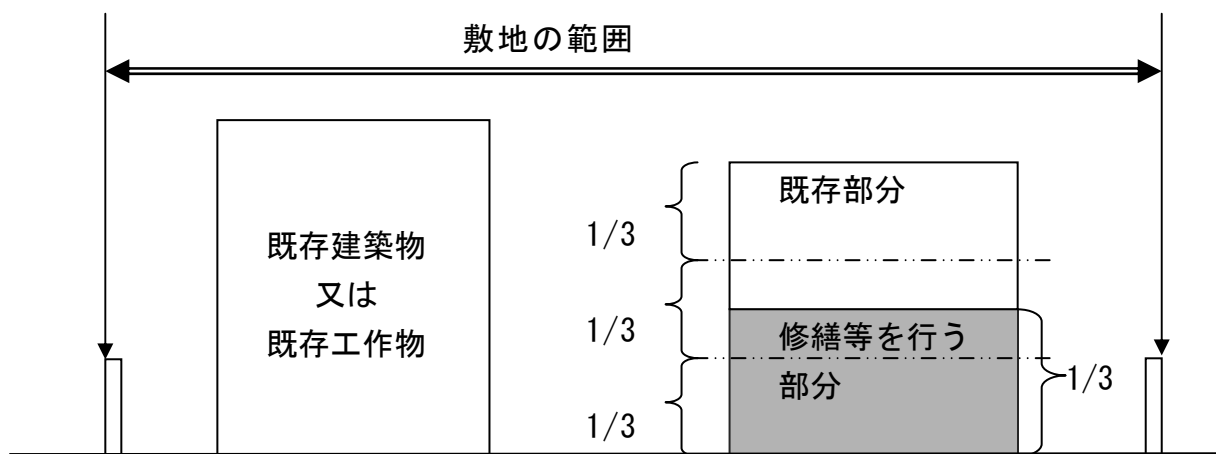 敷地の範囲
既存建築物
又は
既存工作物
1/3
1/3
1/3
既存部分
修繕等を行う
部分
1/3